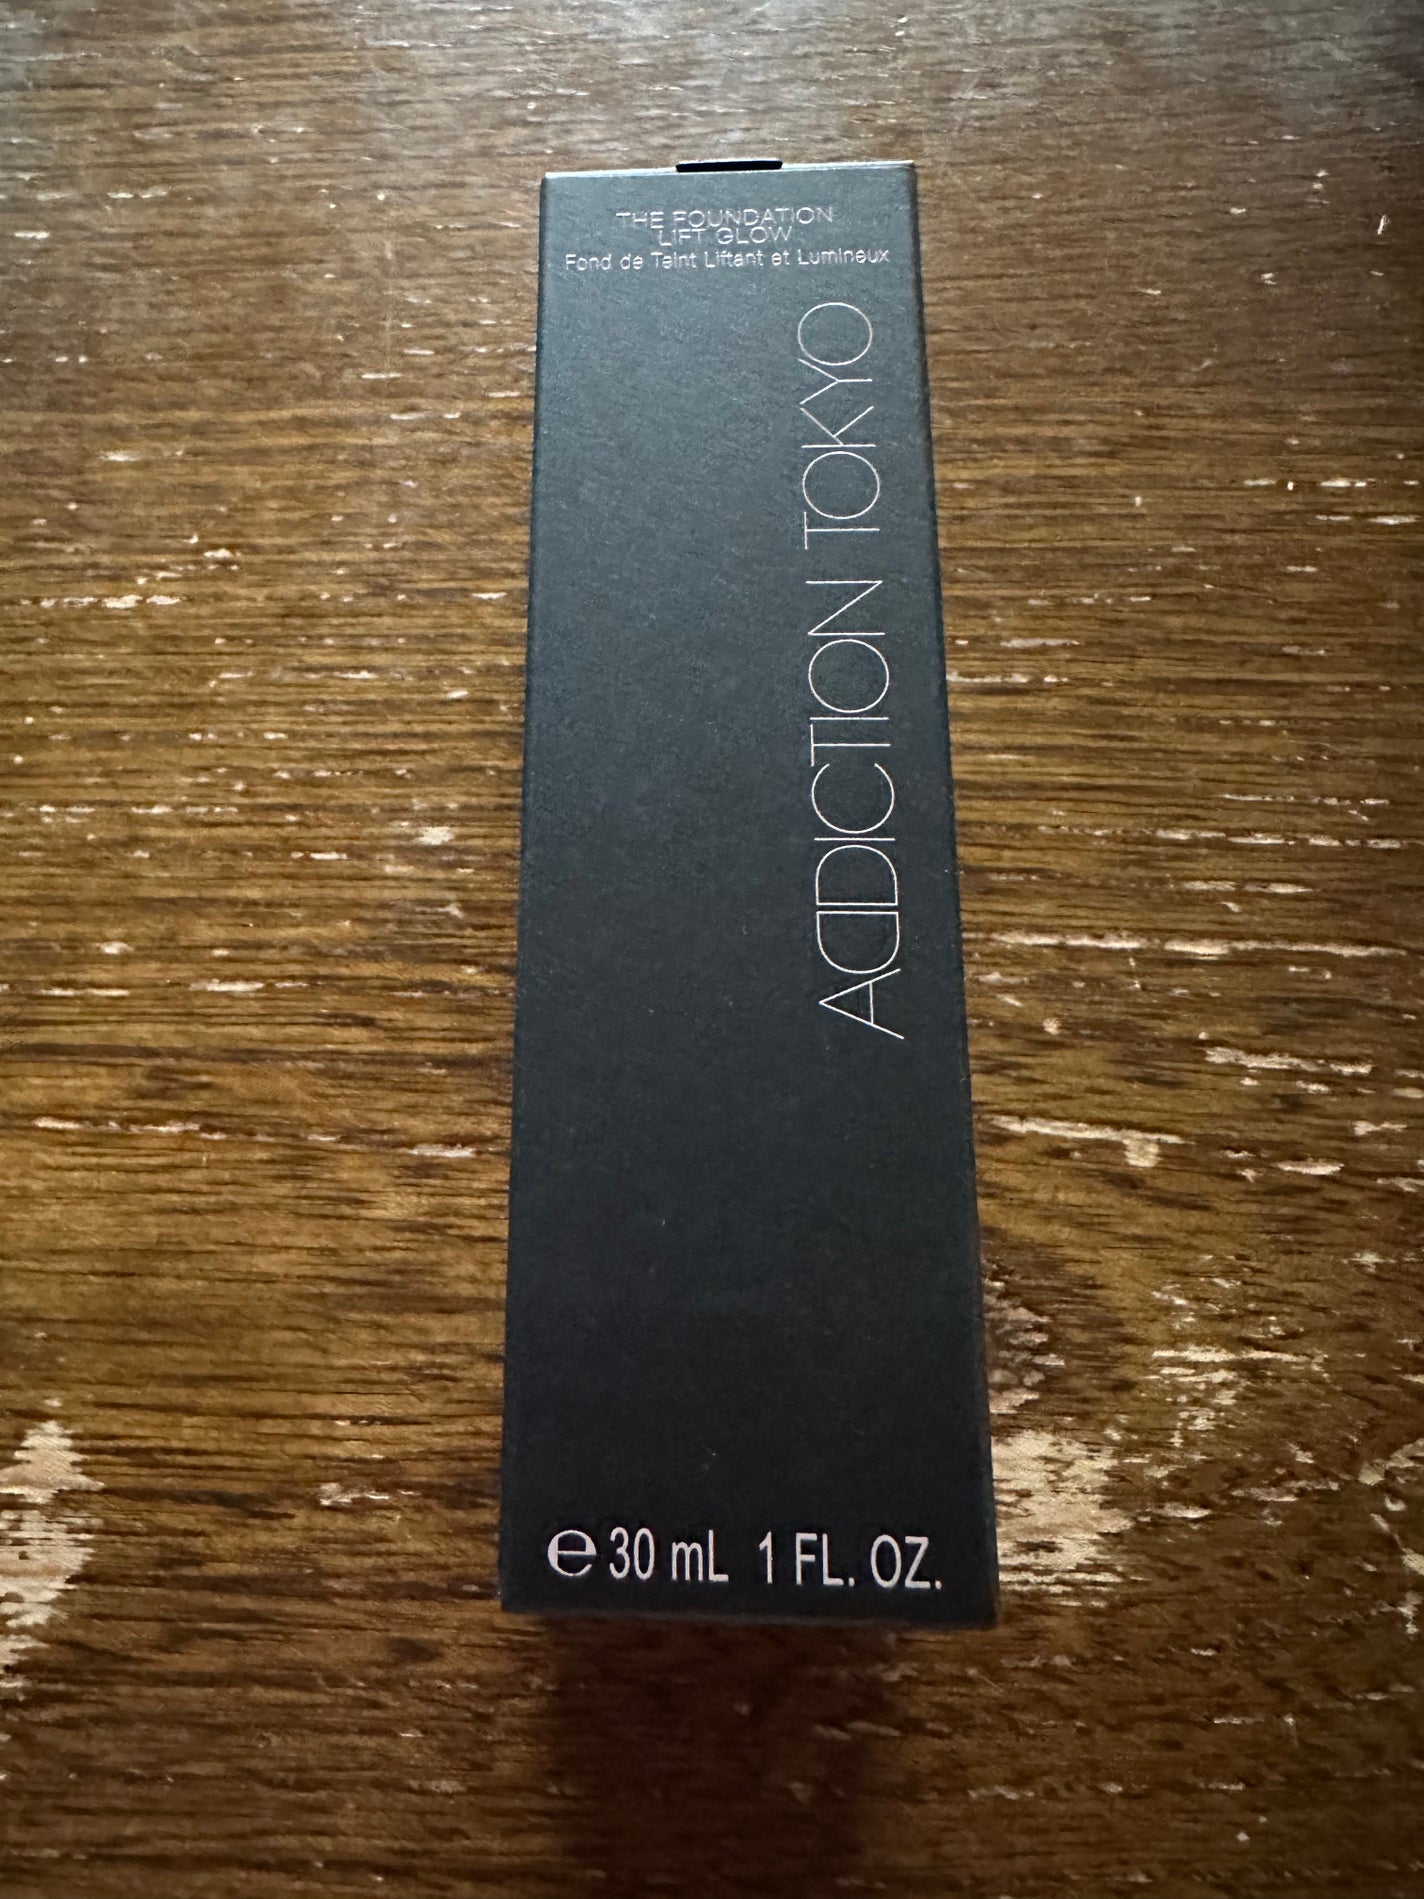 THE FOUNDATION
LIFT GLOW
Fond de Teint Liftant et Lumineux
ADDICTION TOKYO
℮ 30 mL 1 FL. OZ.